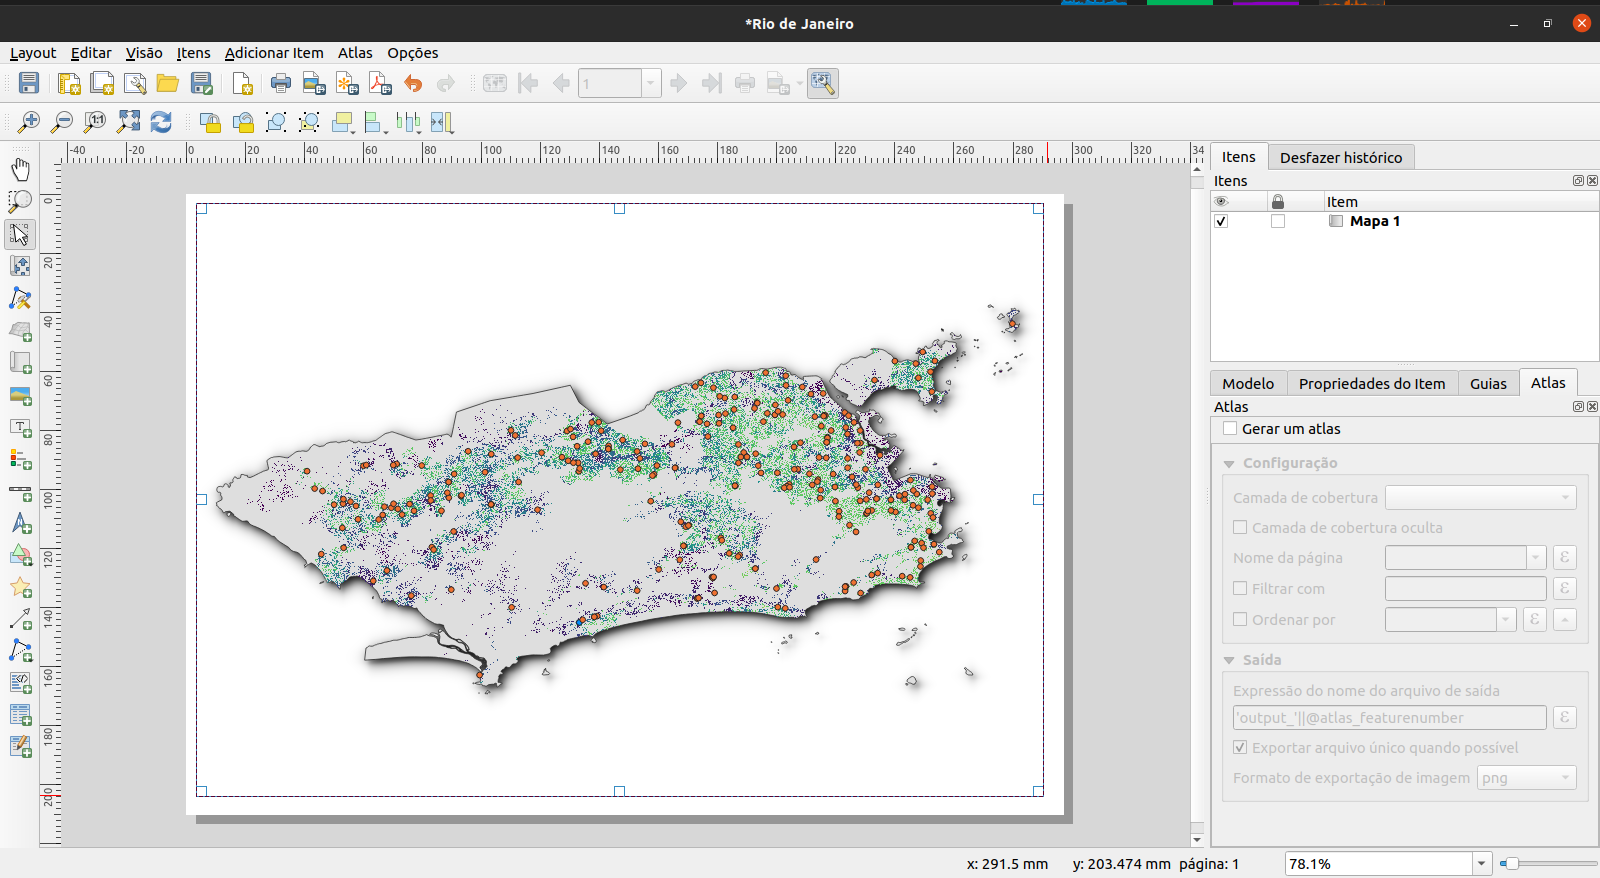 *Rio de Janeiro
Layout Editar Visão Itens Adicionar Item Atlas Opções
1
1:1
-40 -20 0 20 40 60 80 100 120 140 160 180 200 220 240 260 280 300 320 34
0
20
40
60
80
100
120
140
160
180
200
Itens Desfazer histórico
Itens
Item
Mapa 1
Modelo Propriedades do Item Guias Atlas
Atlas
Gerar um atlas
Configuração
Camada de cobertura
Camada de cobertura oculta
Nome da página ε
Filtrar com ε
Ordenar por ε
Saída
Expressão do nome do arquivo de saída
'output_'||@atlas_featurenumber ε
Exportar arquivo único quando possível
Formato de exportação de imagem png
x: 291.5 mm y: 203.474 mm página: 1 78.1%